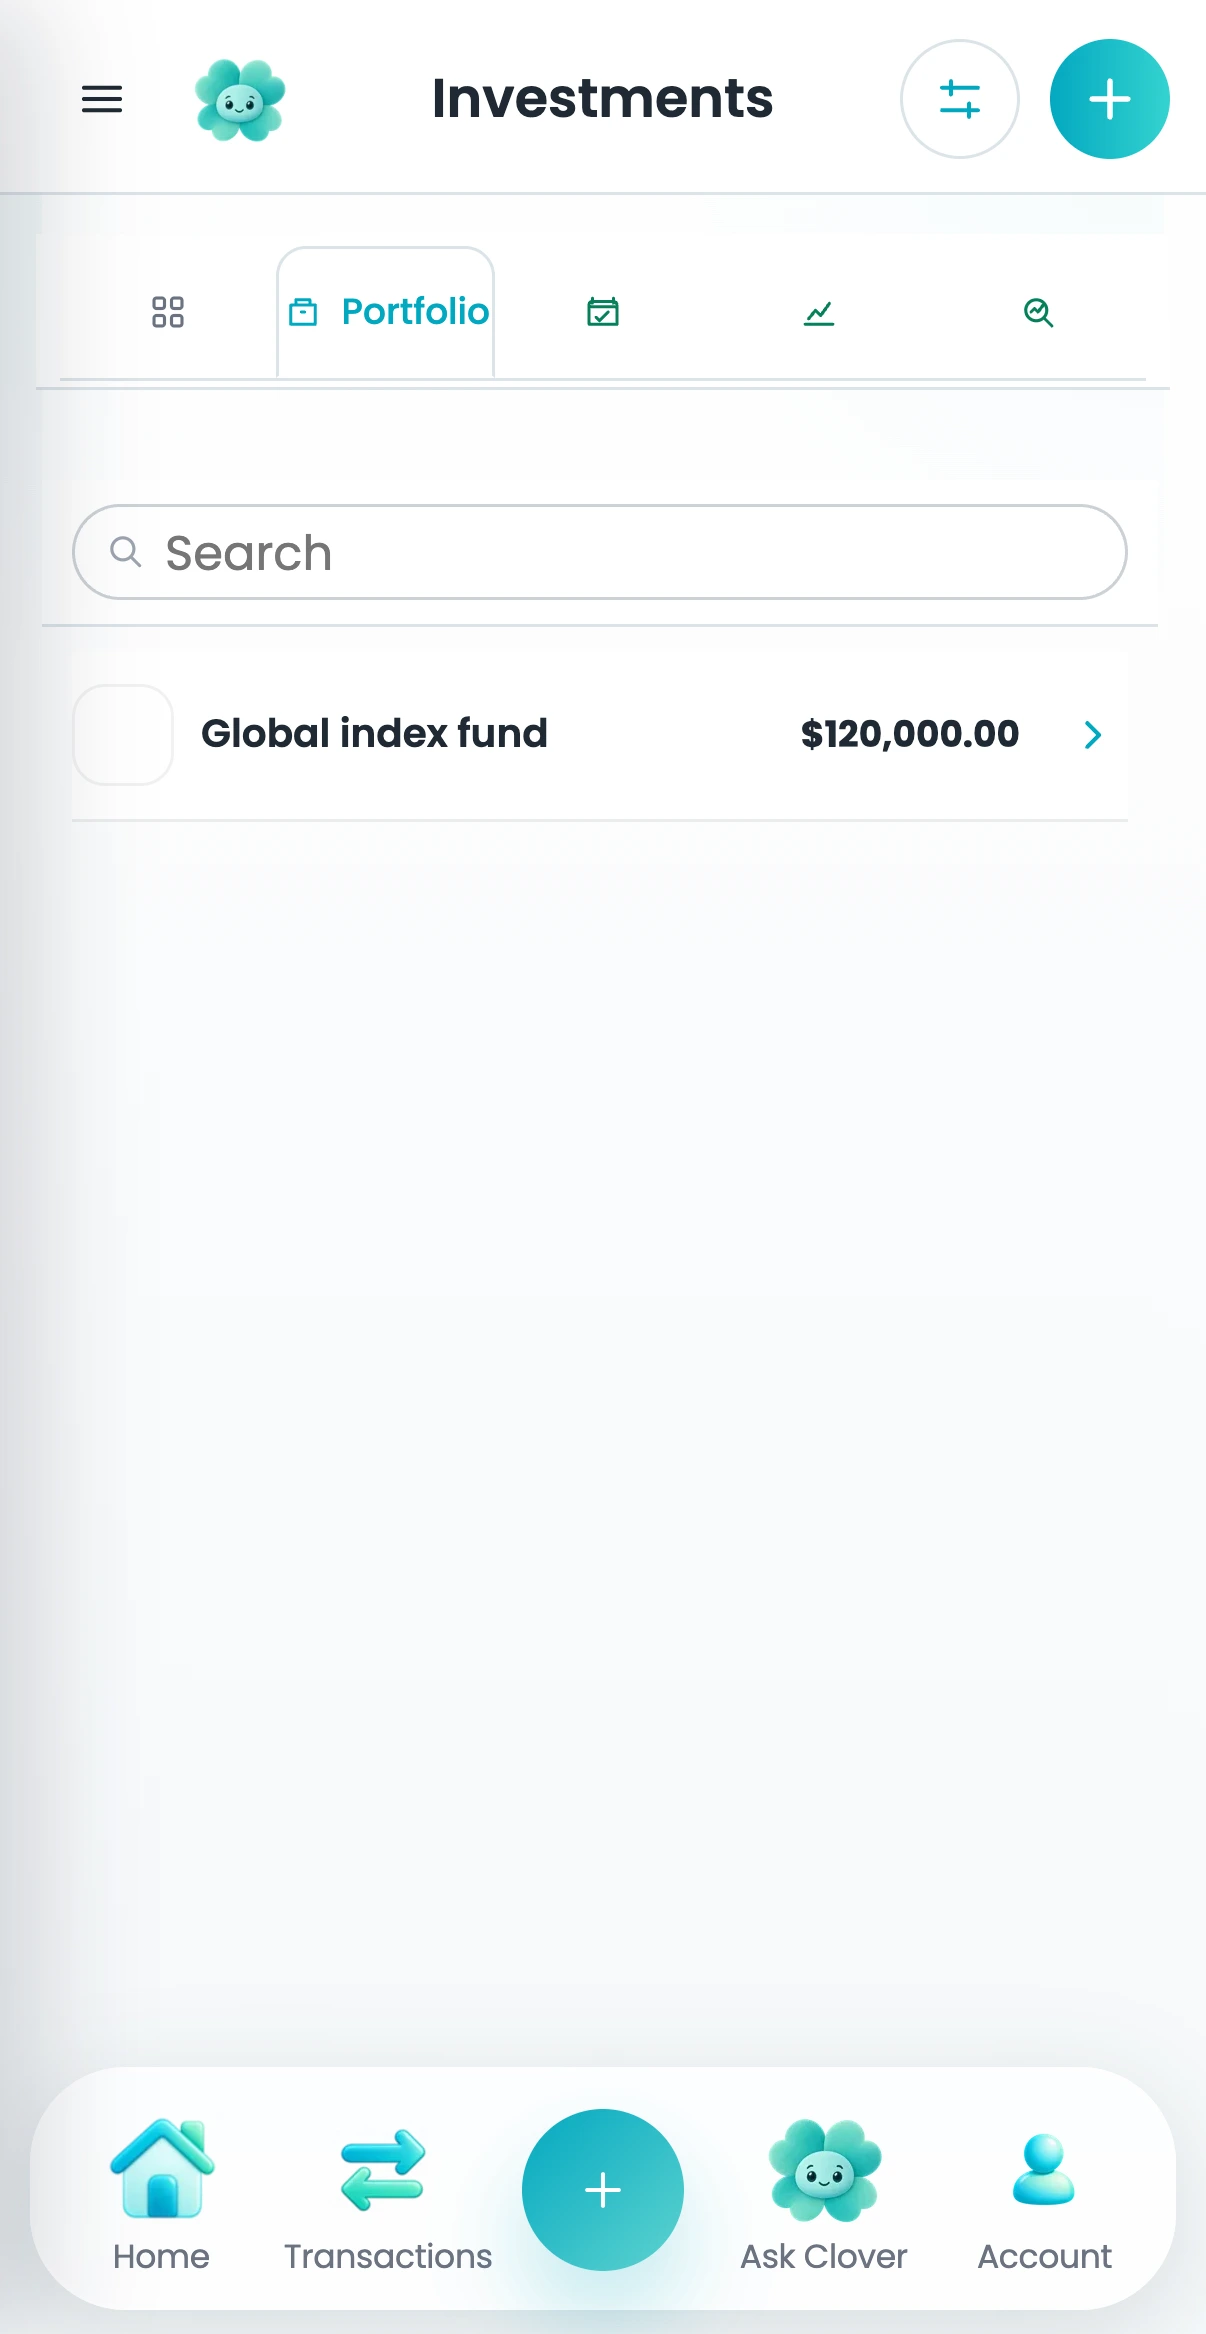 Investments
Portfolio
Search
Global index fund $120,000.00
Home Transactions Ask Clover Account